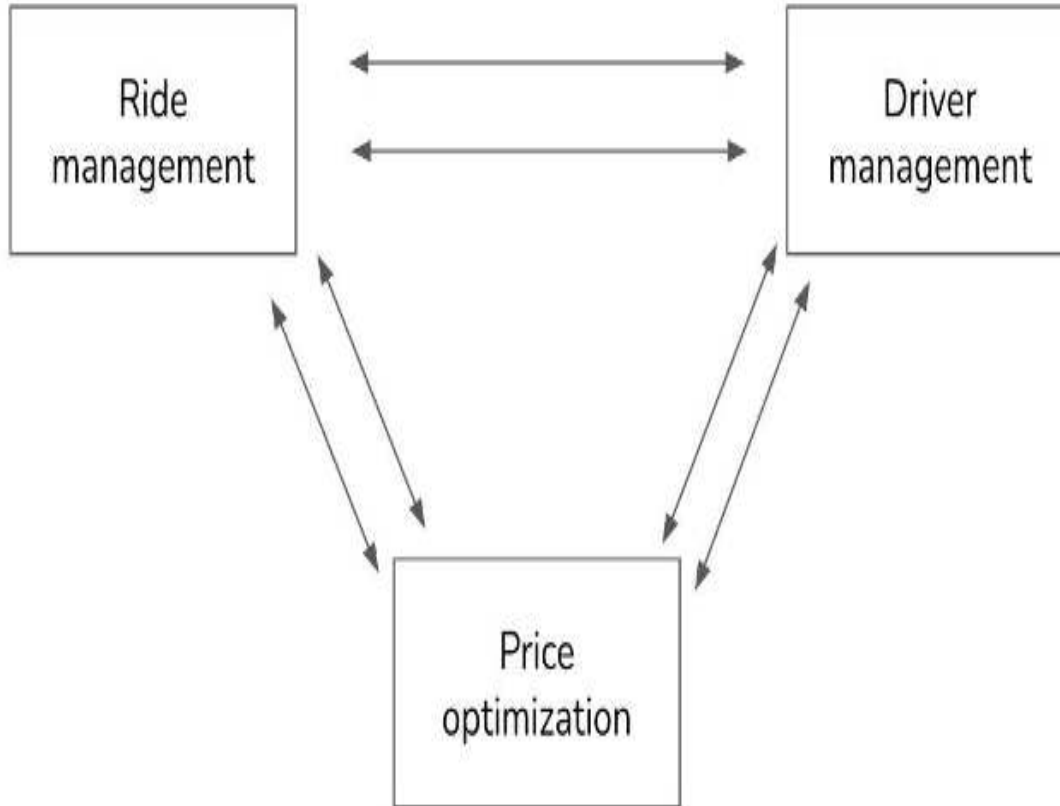 Ride
management
Driver
management
Price
optimization